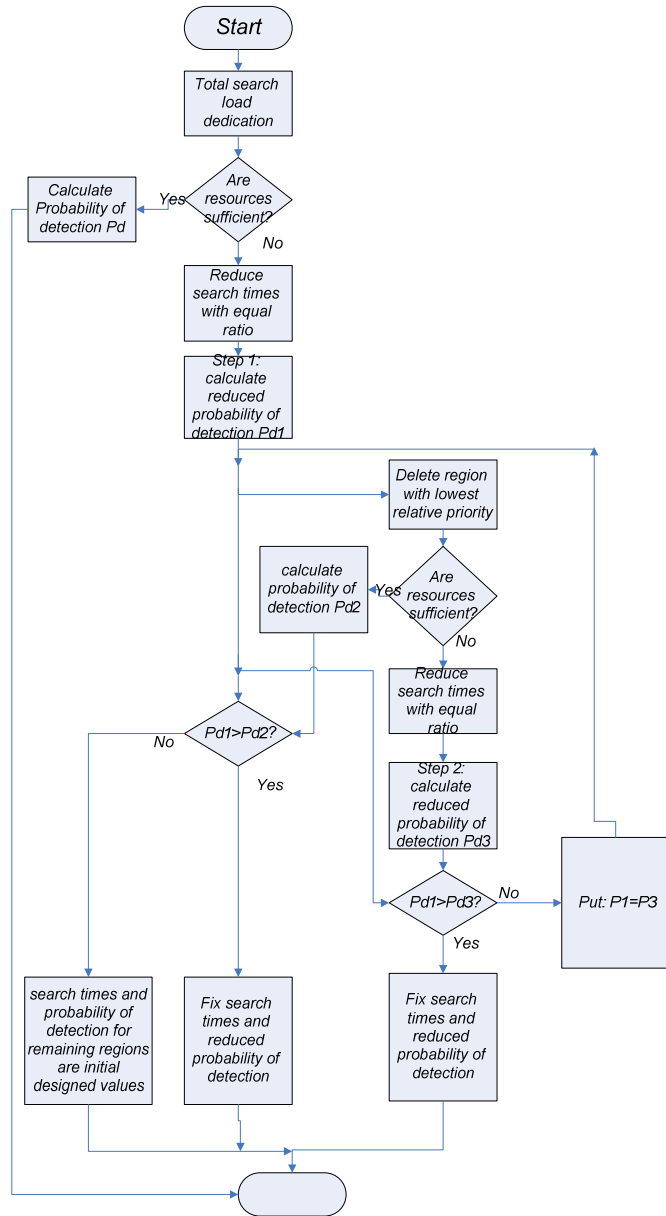 Start
Total search
load
dedication
Are
resources
sufficient?
Yes
Calculate
Probability of
detection Pd
No
Reduce
search times
with equal
ratio
Step 1:
calculate
reduced
probability of
detection Pd1
Delete region
with lowest
relative priority
Are
resources
sufficient?
Yes
calculate
probability of
detection Pd2
No
Reduce
search times
with equal
ratio
Pd1>Pd2?
No
Yes
Step 2:
calculate
reduced
probability of
detection Pd3
Pd1>Pd3?
No
Put: P1=P3
Yes
search times and
probability of
detection for
remaining regions
are initial
designed values
Fix search
times and
reduced
probability of
detection
Fix search
times and
reduced
probability of
detection